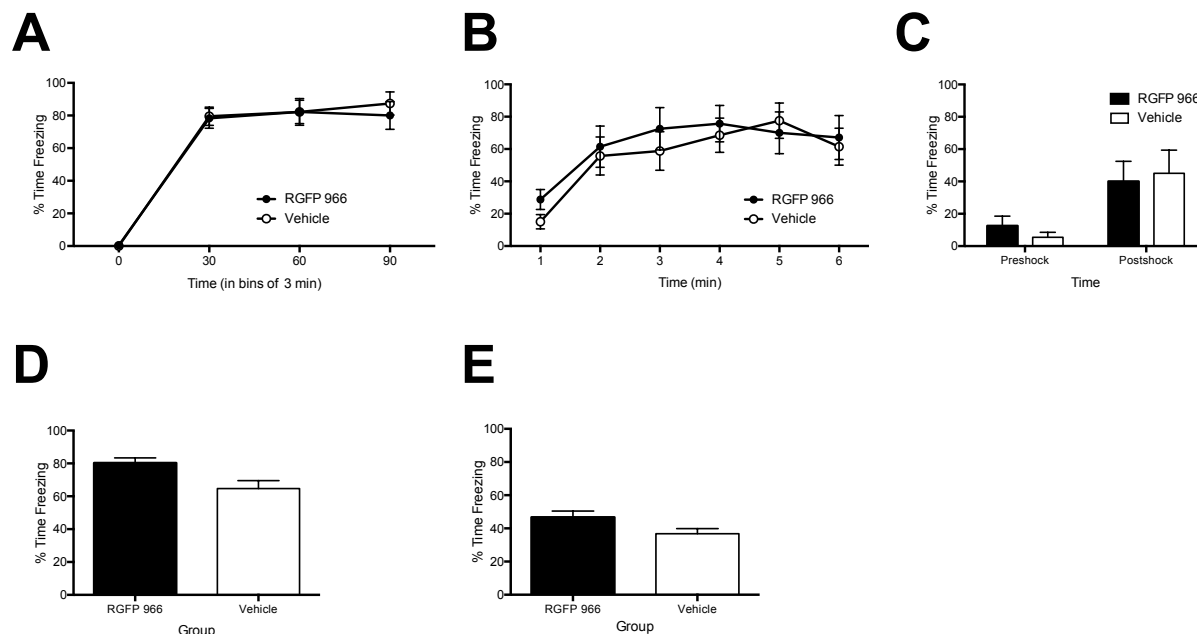 A
% Time Freezing
100
80
60
40
20
0
RGFP 966
Vehicle
0 30 60 90
Time (in bins of 3 min)
B
% Time Freezing
100
80
60
40
20
0
RGFP 966
Vehicle
1 2 3 4 5 6
Time (min)
C
% Time Freezing
100
80
60
40
20
0
RGFP 966
Vehicle
Preshock Postshock
Time
D
% Time Freezing
100
80
60
40
20
0
RGFP 966 Vehicle
Group
E
% Time Freezing
100
80
60
40
20
0
RGFP 966 Vehicle
Group